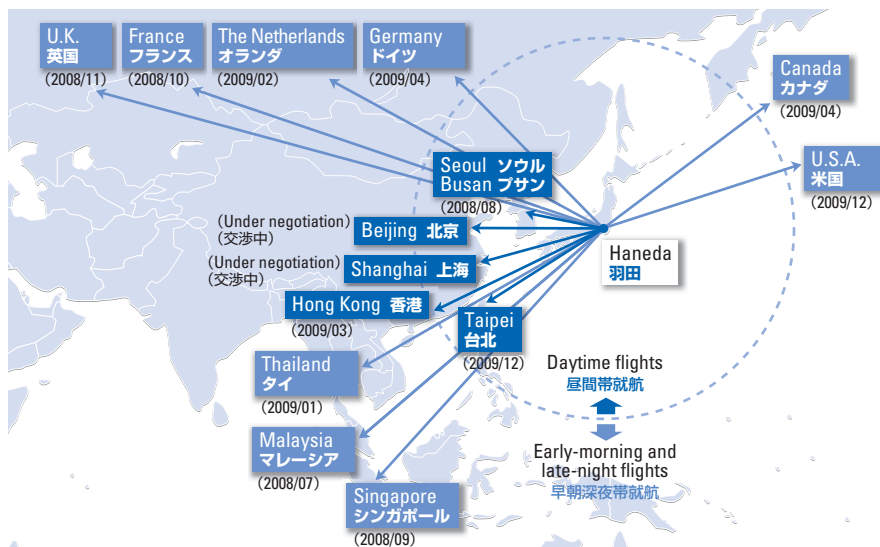 U.K.
英国
(2008/11)
France
フランス
(2008/10)
The Netherlands
オランダ
(2009/02)
Germany
ドイツ
(2009/04)
Canada
カナダ
(2009/04)
U.S.A.
米国
(2009/12)
Seoul ソウル
Busan プサン
(2008/08)
(Under negotiation)
(交渉中)
Beijing 北京
(Under negotiation)
(交渉中)
Shanghai 上海
Haneda
羽田
Hong Kong 香港
(2009/03)
Taipei
台北
(2009/12)
Thailand
タイ
(2009/01)
Daytime flights
昼間帯就航
Malaysia
マレーシア
(2008/07)
Early-morning and
late-night flights
早朝深夜帯就航
Singapore
シンガポール
(2008/09)